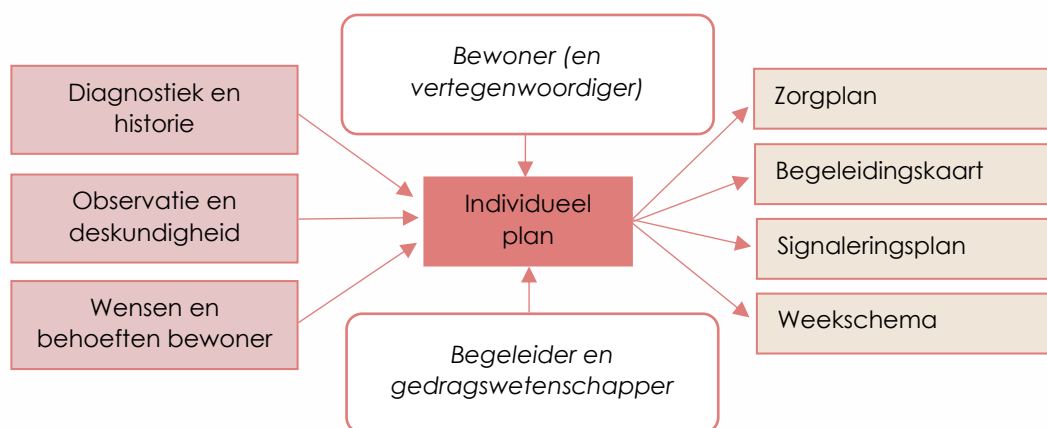 Diagnostiek en
historie
Observatie en
deskundigheid
Wensen en
behoeften bewoner
Bewoner (en
vertegenwoordiger)
Individueel
plan
Begeleider en
gedragswetenschapper
Zorgplan
Begeleidingskaart
Signaleringsplan
Weekschema